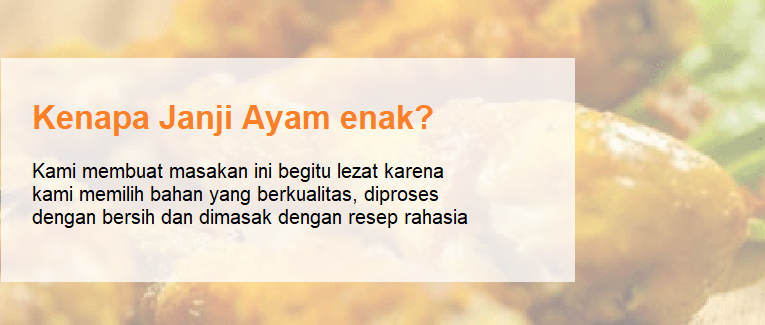 Kenapa Janji Ayam enak?
Kami membuat masakan ini begitu lezat karena
kami memilih bahan yang berkualitas, diproses
dengan bersih dan dimasak dengan resep rahasia